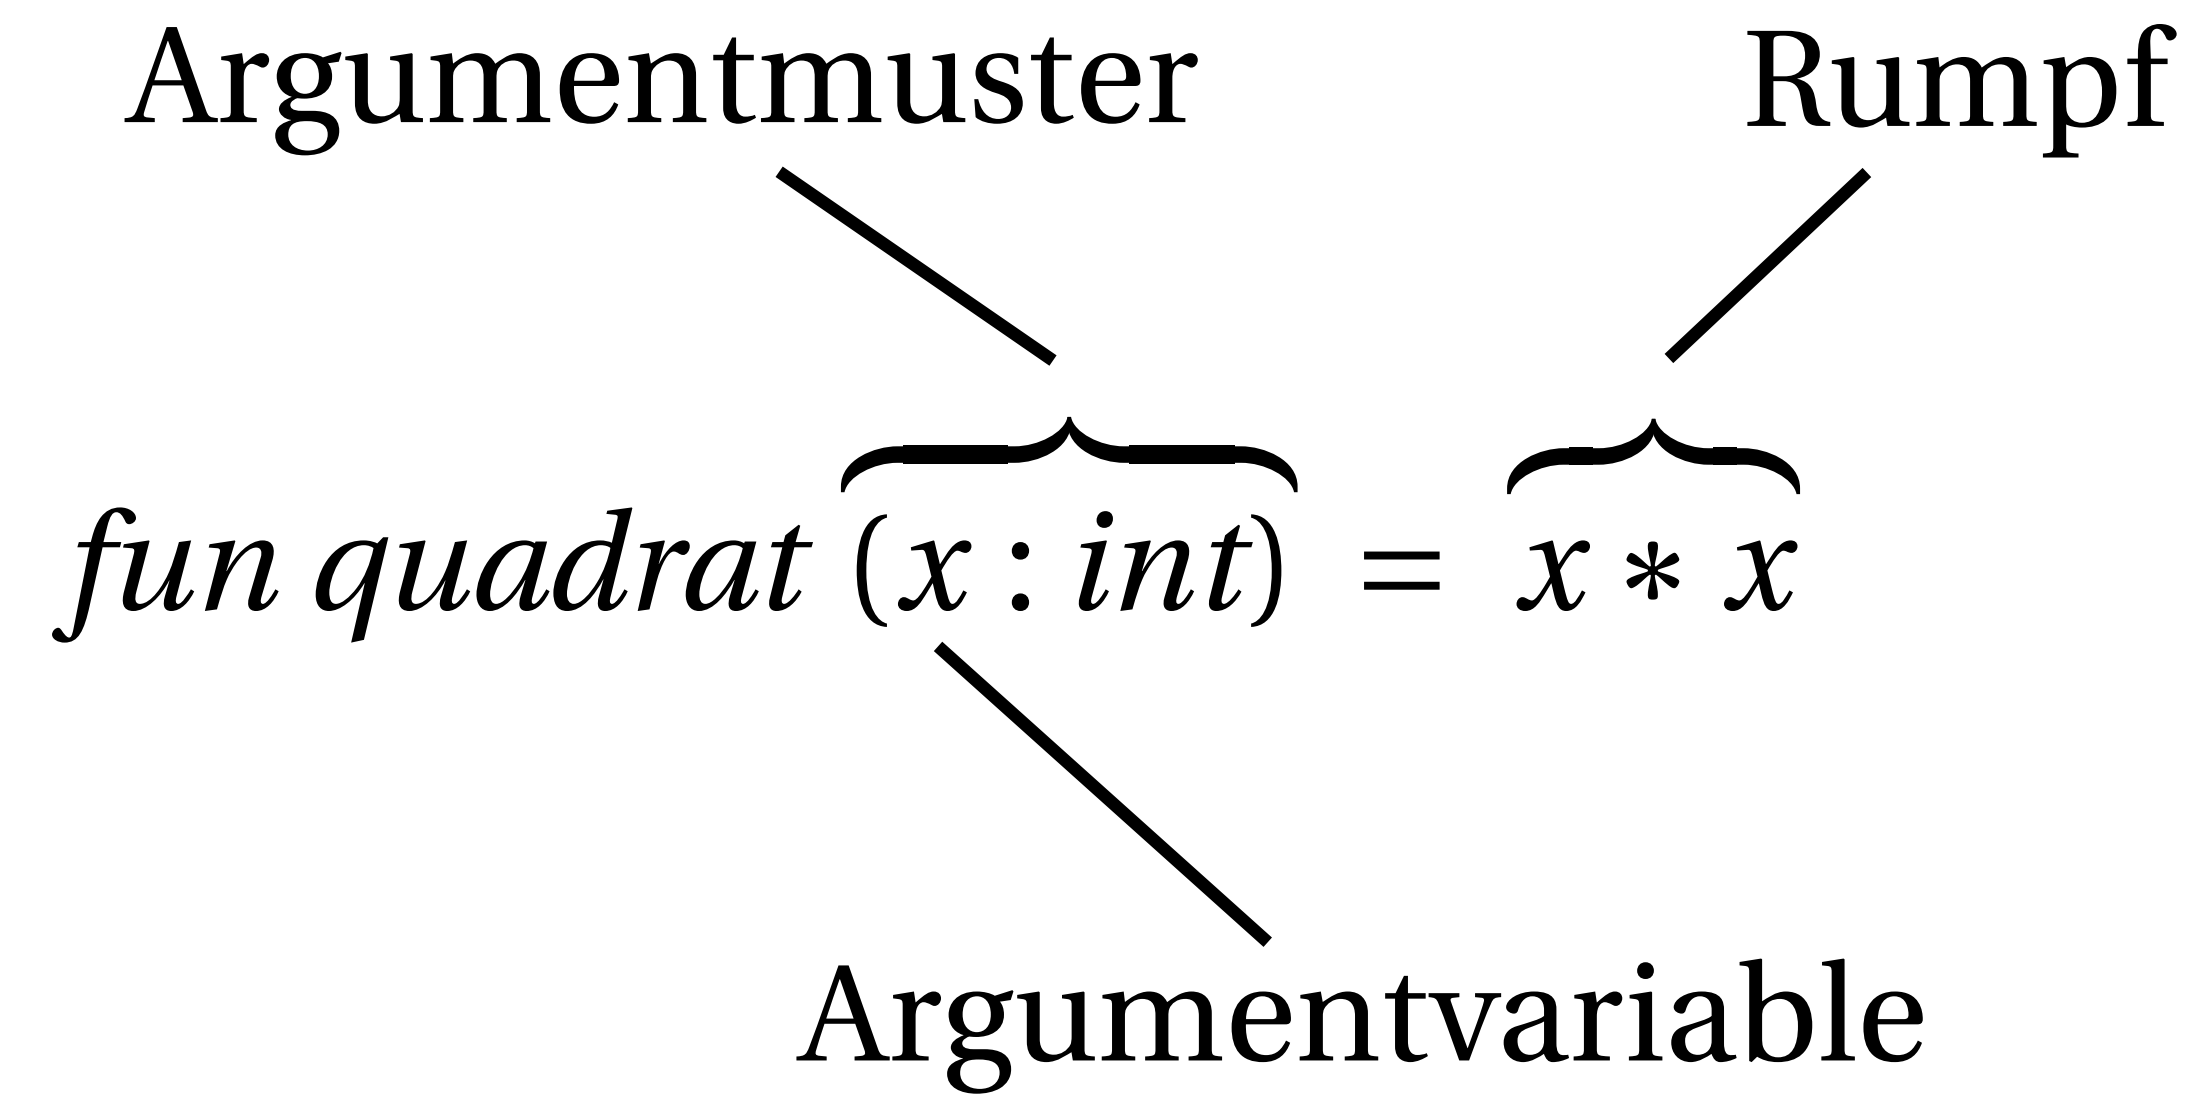 Argumentmuster Rumpf
fun quadrat (x : int) = x ∗ x
Argumentvariable